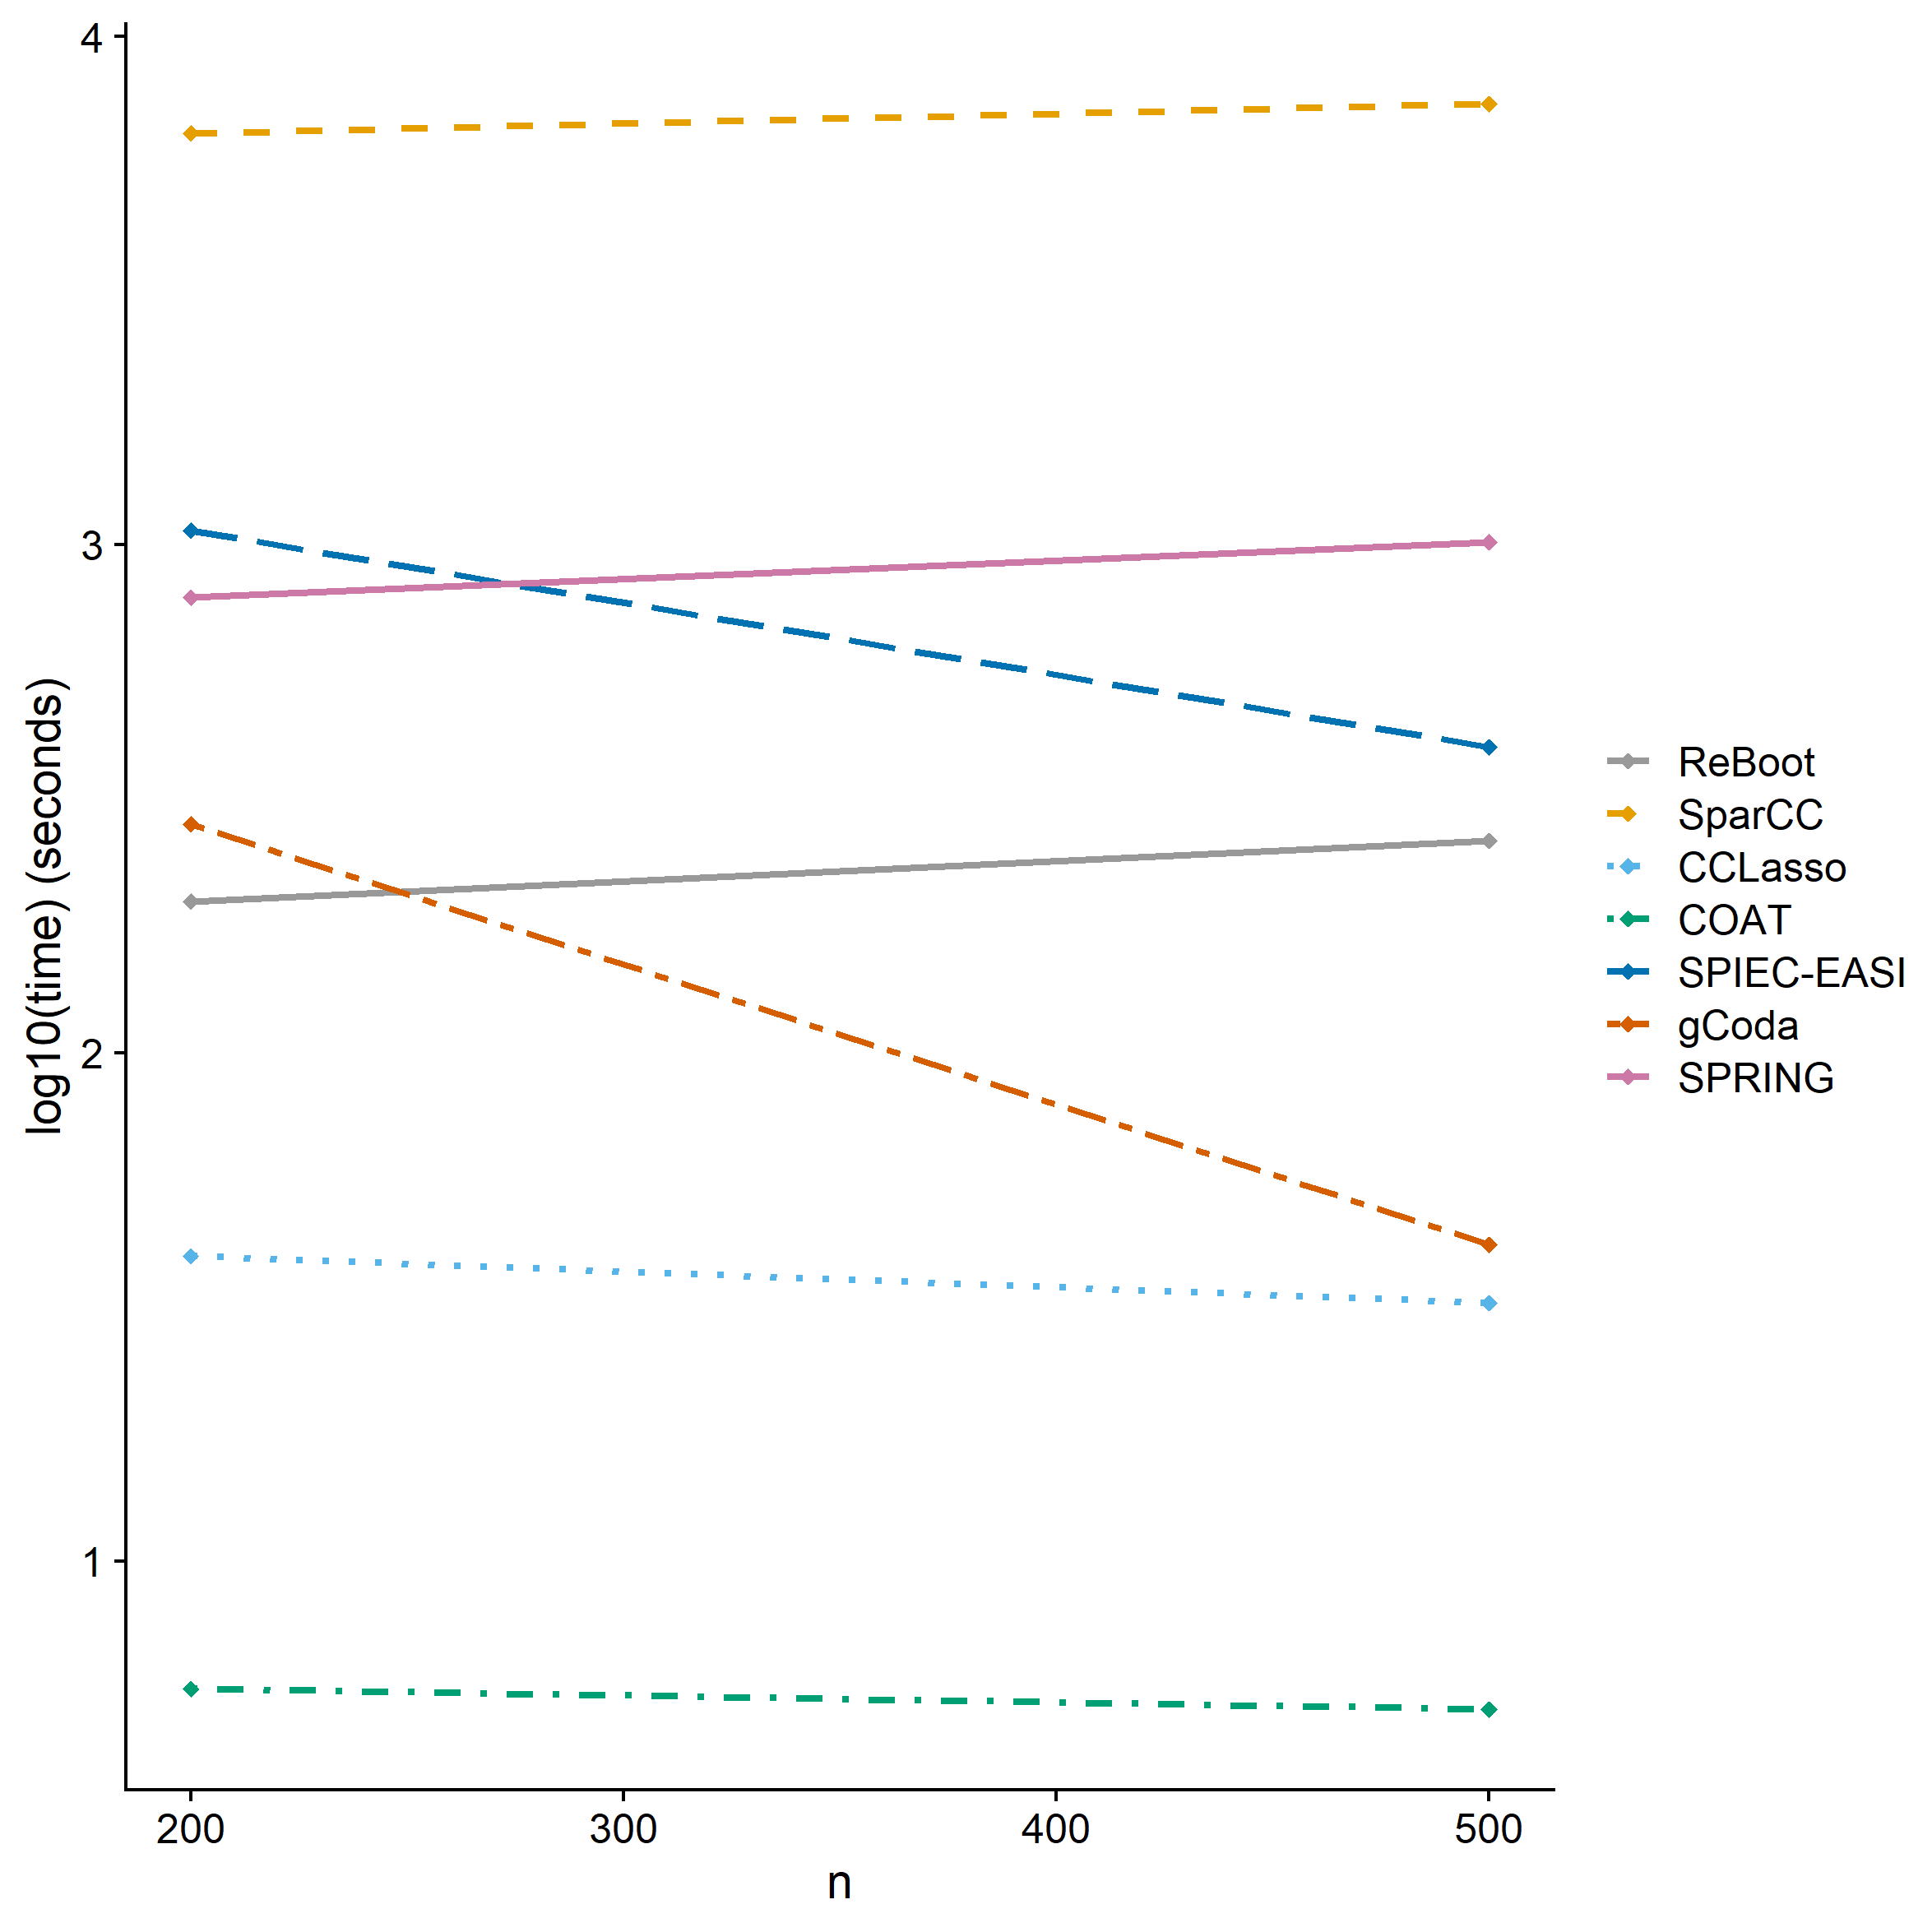 log10(time) (seconds)
4
3
2
1
200 300 400 500
n
ReBoot
SparCC
CCLasso
COAT
SPIEC-EASI
gCoda
SPRING